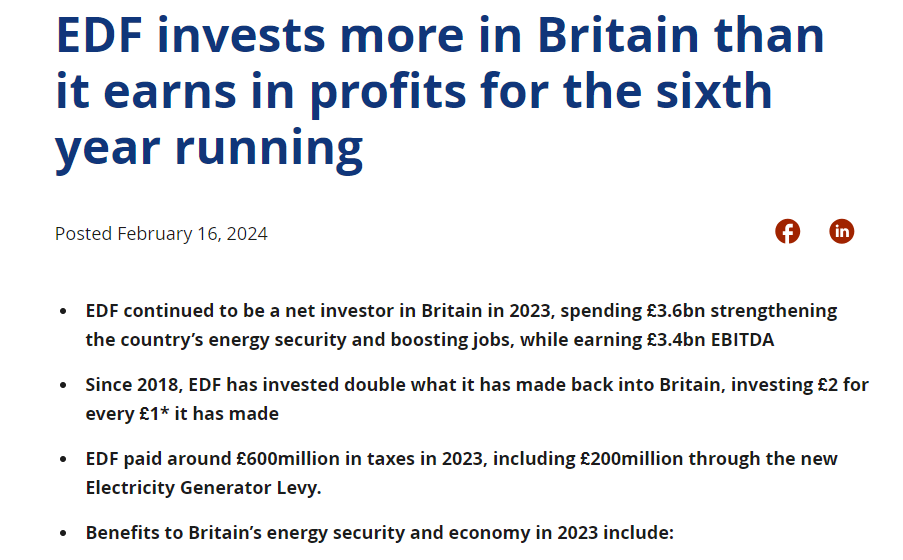 EDF invests more in Britain than
it earns in profits for the sixth
year running
Posted February 16, 2024
f in
• EDF continued to be a net investor in Britain in 2023, spending £3.6bn strengthening
the country’s energy security and boosting jobs, while earning £3.4bn EBITDA
• Since 2018, EDF has invested double what it has made back into Britain, investing £2 for
every £1* it has made
• EDF paid around £600million in taxes in 2023, including £200million through the new
Electricity Generator Levy.
• Benefits to Britain’s energy security and economy in 2023 include: